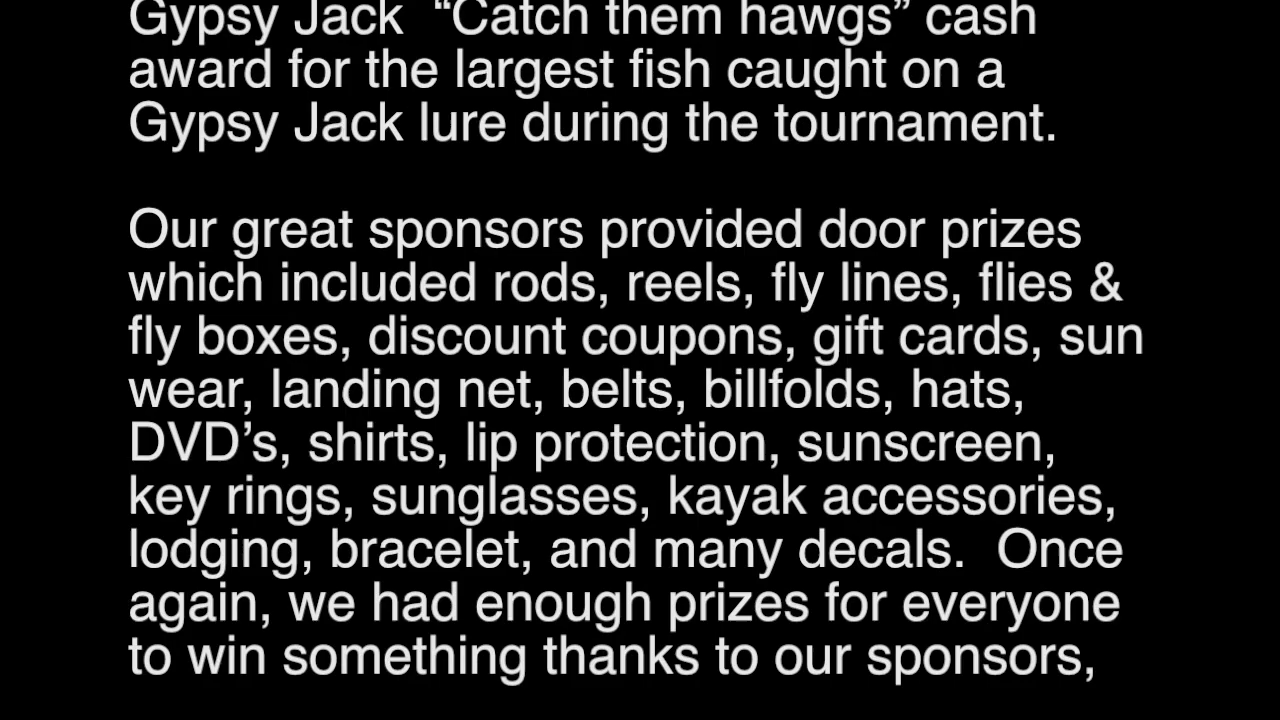 Gypsy Jack  “Catch them hawgs” cash
award for the largest fish caught on a
Gypsy Jack lure during the tournament.
Our great sponsors provided door prizes
which included rods, reels, fly lines, flies &
fly boxes, discount coupons, gift cards, sun
wear, landing net, belts, billfolds, hats,
DVD’s, shirts, lip protection, sunscreen,
key rings, sunglasses, kayak accessories,
lodging, bracelet, and many decals.  Once
again, we had enough prizes for everyone
to win something thanks to our sponsors,